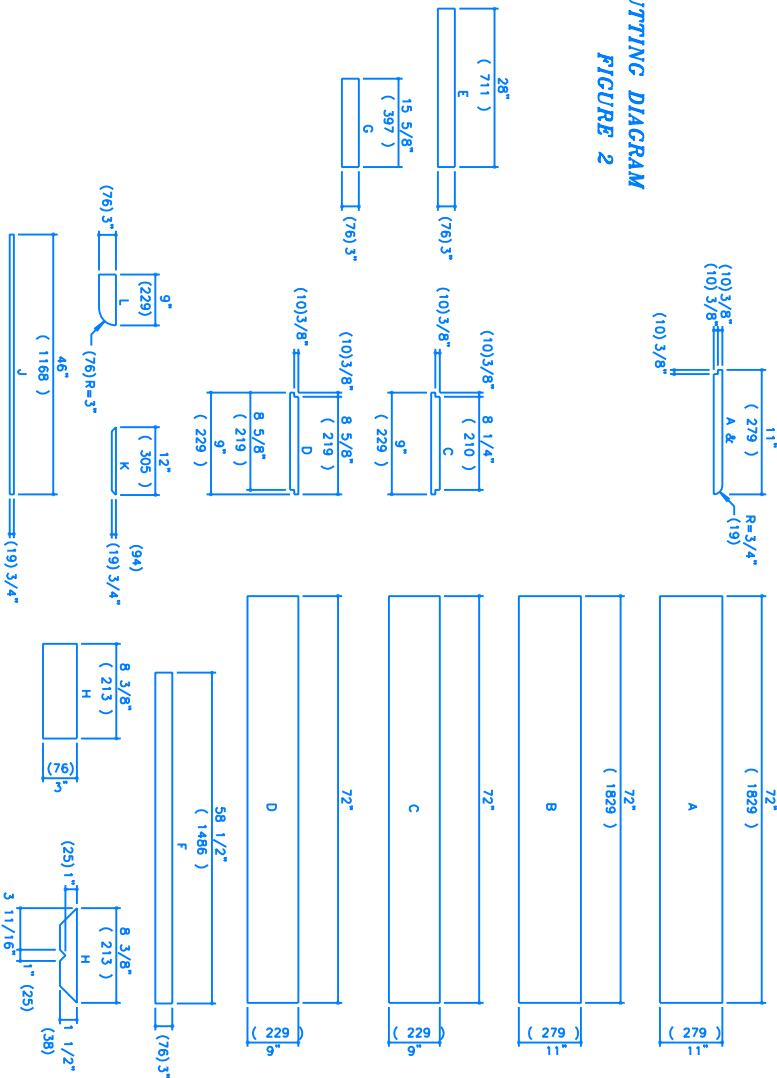 UTTING DIAGRAM
FIGURE 2
28"
( 711 )
E
(76)3"
15 5/8"
( 397 )
G
(76)3"
11"
( 279 )
A &
(10)3/8"
(10) 3/8"
(10) 3/8"
R=3/4"
(19)
(10)3/8"
(10)3/8"
8 1/4"
( 210 )
C
9"
( 229 )
(10)3/8"
(10)3/8"
8 5/8"
( 219 )
D
8 5/8"
( 219 )
9"
( 229 )
9"
(229)
L
(76)3"
(76)R=3"
12"
( 305 )
K
(94)
(19) 3/4"
46"
( 1168 )
J
(19) 3/4"
72"
( 1829 )
A
( 279 )
11"
72"
( 1829 )
B
( 279 )
11"
72"
C
( 229 )
9"
72"
D
( 229 )
9"
58 1/2"
( 1486 )
F
(76)3"
8 3/8"
( 213 )
H
(76)
3"
8 3/8"
( 213 )
H
(25)1"
3 11/16"
1" (25)
1 1/2"
(38)